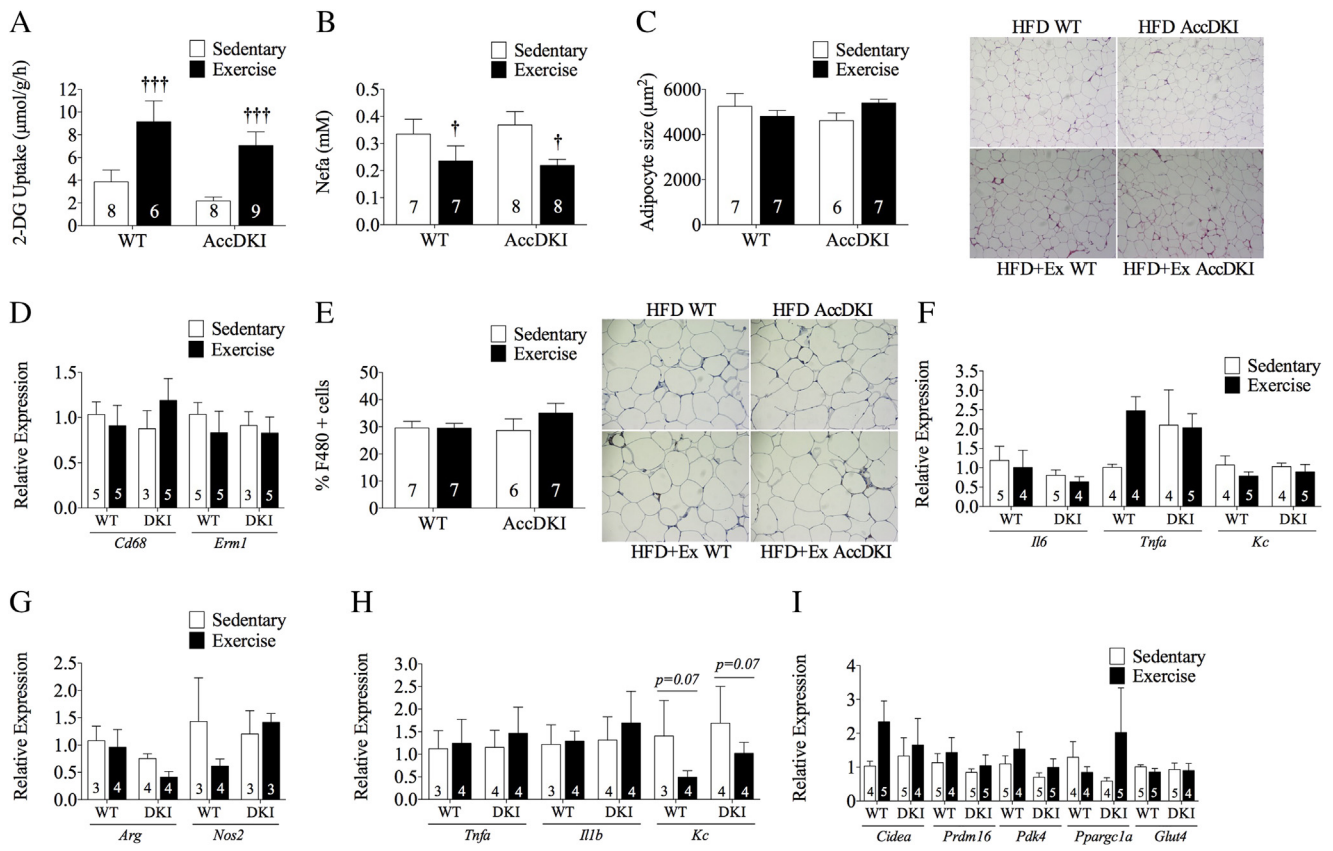 A
Sedentary
Exercise
2-DG Uptake (μmol/g/h)
12
10
8
6
4
2
0
†††
†††
8
6
8
9
WT
AccDKI
B
Sedentary
Exercise
Nefa (mM)
0.5
0.4
0.3
0.2
0.1
0.0
†
†
7
7
8
8
WT
AccDKI
C
Sedentary
Exercise
Adipocyte size (μm²)
6000
4000
2000
0
7
7
6
7
WT
AccDKI
HFD WT
HFD AccDKI
HFD+Ex WT
HFD+Ex AccDKI
D
Sedentary
Exercise
Relative Expression
1.5
1.0
0.5
0.0
5
5
3
5
5
5
3
5
WT
DKI
WT
DKI
Cd68
Erm1
E
Sedentary
Exercise
% F480 + cells
50
40
30
20
10
0
7
7
6
7
WT
AccDKI
HFD WT
HFD AccDKI
HFD+Ex WT
HFD+Ex AccDKI
F
Sedentary
Exercise
Relative Expression
3.5
3.0
2.5
2.0
1.5
1.0
0.5
0.0
5
4
5
4
4
4
4
5
4
4
4
5
WT
DKI
WT
DKI
WT
DKI
Il6
Tnfa
Kc
G
Sedentary
Exercise
Relative Expression
2.5
2.0
1.5
1.0
0.5
0.0
3
4
4
4
3
4
3
3
WT
DKI
WT
DKI
Arg
Nos2
H
Sedentary
Exercise
Relative Expression
3.0
2.5
2.0
1.5
1.0
0.5
0.0
p=0.07
p=0.07
3
4
4
4
3
4
4
4
3
4
4
4
WT
DKI
WT
DKI
WT
DKI
Tnfa
Il1b
Kc
I
Sedentary
Exercise
Relative Expression
4
3
2
1
0
4
5
5
4
4
4
5
5
4
4
5
4
4
5
4
5
4
5
5
4
WT
DKI
WT
DKI
WT
DKI
WT
DKI
WT
DKI
Cidea
Prdm16
Pdk4
Ppargc1a
Glut4